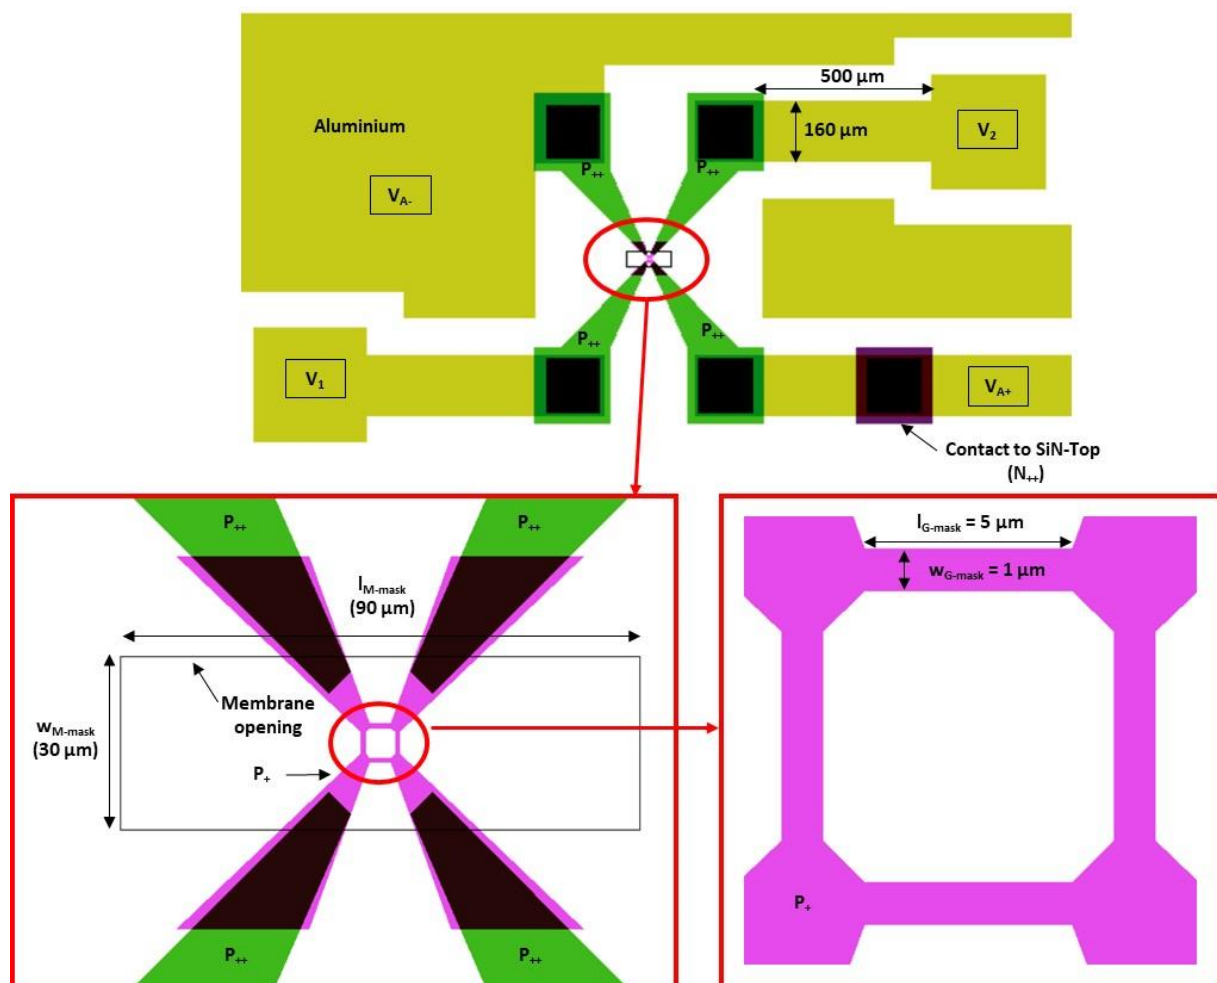 500 µm
Aluminium
160 µm
V2
P++
P++
VA-
P++
P++
V1
VA+
Contact to SiN-Top
(N++)
P++
P++
lM-mask
(90 µm)
Membrane
opening
wM-mask
(30 µm)
P+
P++
P++
lG-mask = 5 µm
wG-mask = 1 µm
P+